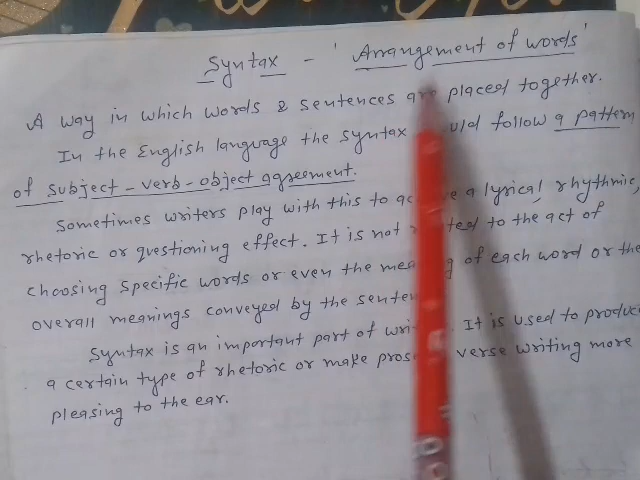 Syntax - 'Arrangement of words'
A way in which words & sentences are placed together.
In the English language the syntax follow a pattern
of subject-verb-object agreement.
Sometimes writers play with this to a lyrical, rhythmic,
rhetoric or questioning effect. It is not to the act of
choosing specific words or even the of each word or the
overall meanings conveyed by the
Syntax is an important part of It is used to
a certain type of rhetoric or make verse writing more
pleasing to the ear.